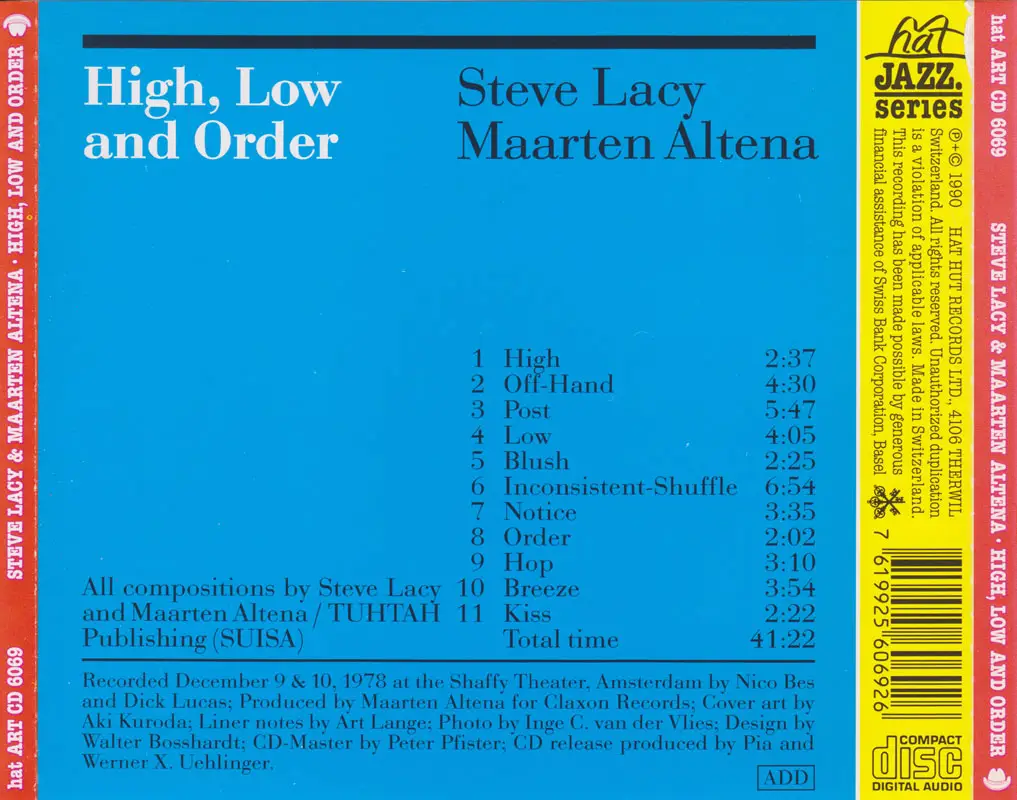 hat ART CD 6069 STEVE LACY & MAARTEN ALTENA · HIGH, LOW AND ORDER
High, Low
and Order
Steve Lacy
Maarten Altena
1 High 2:37
2 Off-Hand 4:30
3 Post 5:47
4 Low 4:05
5 Blush 2:25
6 Inconsistent-Shuffle 6:54
7 Notice 3:35
8 Order 2:02
9 Hop 3:10
10 Breeze 3:54
11 Kiss 2:22
Total time 41:22
All compositions by Steve Lacy
and Maarten Altena / TUHTAH
Publishing (SUISA)
Recorded December 9 & 10, 1978 at the Shaffy Theater, Amsterdam by Nico Bes
and Dick Lucas; Produced by Maarten Altena for Claxon Records; Cover art by
Aki Kuroda; Liner notes by Art Lange; Photo by Inge C. van der Vlies; Design by
Walter Bosshardt; CD-Master by Peter Pfister; CD release produced by Pia and
Werner X. Uehlinger.
ADD
hat
JAZZ.
series
℗+© 1990 HAT HUT RECORDS LTD., 4106 THERWIL
Switzerland. All rights reserved. Unauthorized duplication
is a violation of applicable laws. Made in Switzerland.
This recording has been made possible by generous
financial assistance of Swiss Bank Corporation, Basel
7 619925 606926
COMPACT
disc
DIGITAL AUDIO
hat ART CD 6069 STEVE LACY & MAARTEN ALTENA · HIGH, LOW AND ORDER